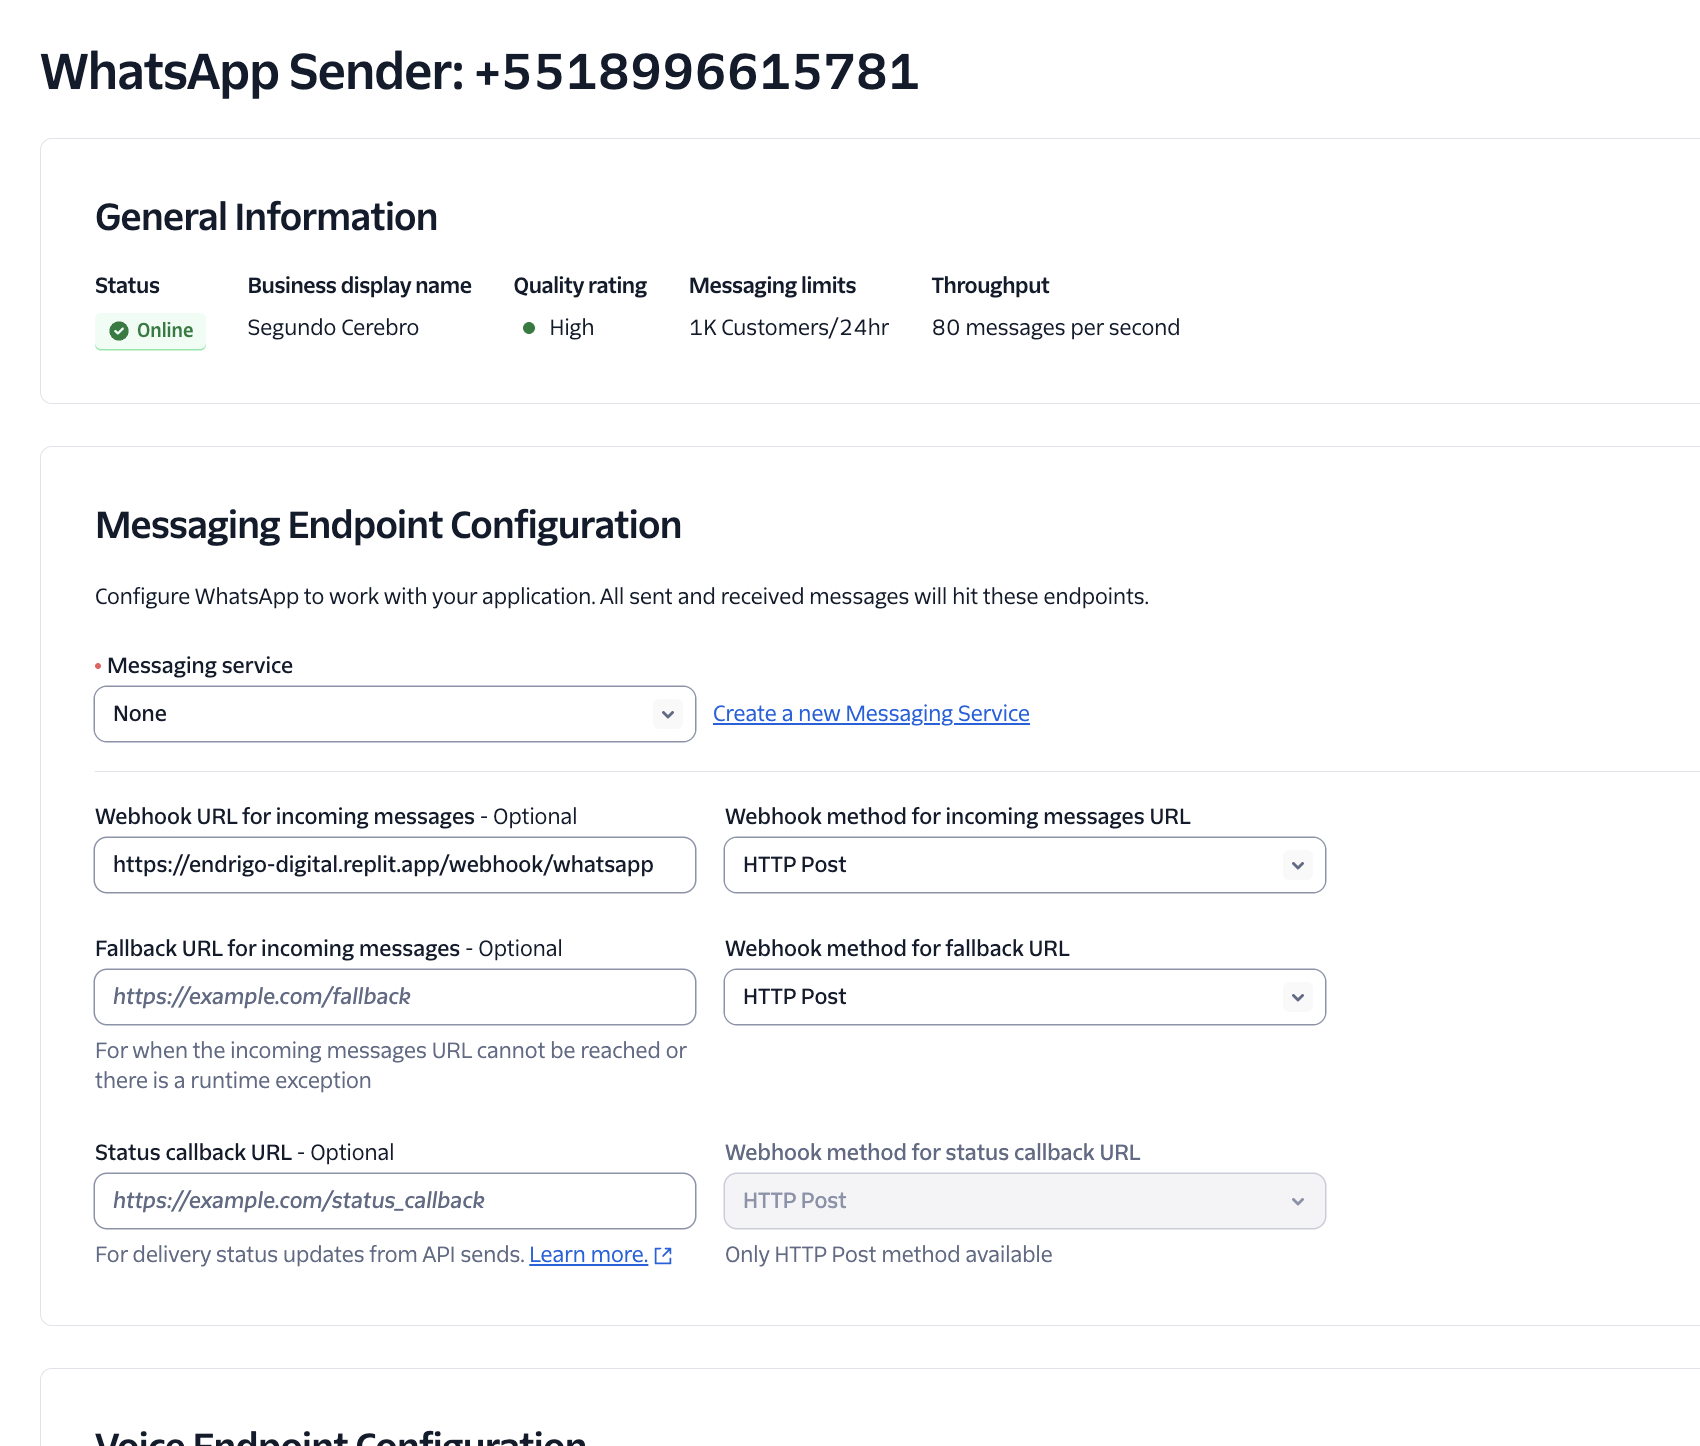 WhatsApp Sender: +5518996615781
General Information
Status
Business display name
Quality rating
Messaging limits
Throughput
Online
Segundo Cerebro
High
1K Customers/24hr
80 messages per second
Messaging Endpoint Configuration
Configure WhatsApp to work with your application. All sent and received messages will hit these endpoints.
Messaging service
None
Create a new Messaging Service
Webhook URL for incoming messages - Optional
Webhook method for incoming messages URL
https://endrigo-digital.replit.app/webhook/whatsapp
HTTP Post
Fallback URL for incoming messages - Optional
Webhook method for fallback URL
https://example.com/fallback
HTTP Post
For when the incoming messages URL cannot be reached or
there is a runtime exception
Status callback URL - Optional
Webhook method for status callback URL
https://example.com/status_callback
HTTP Post
For delivery status updates from API sends. Learn more.
Only HTTP Post method available
Voice Endpoint Configuration